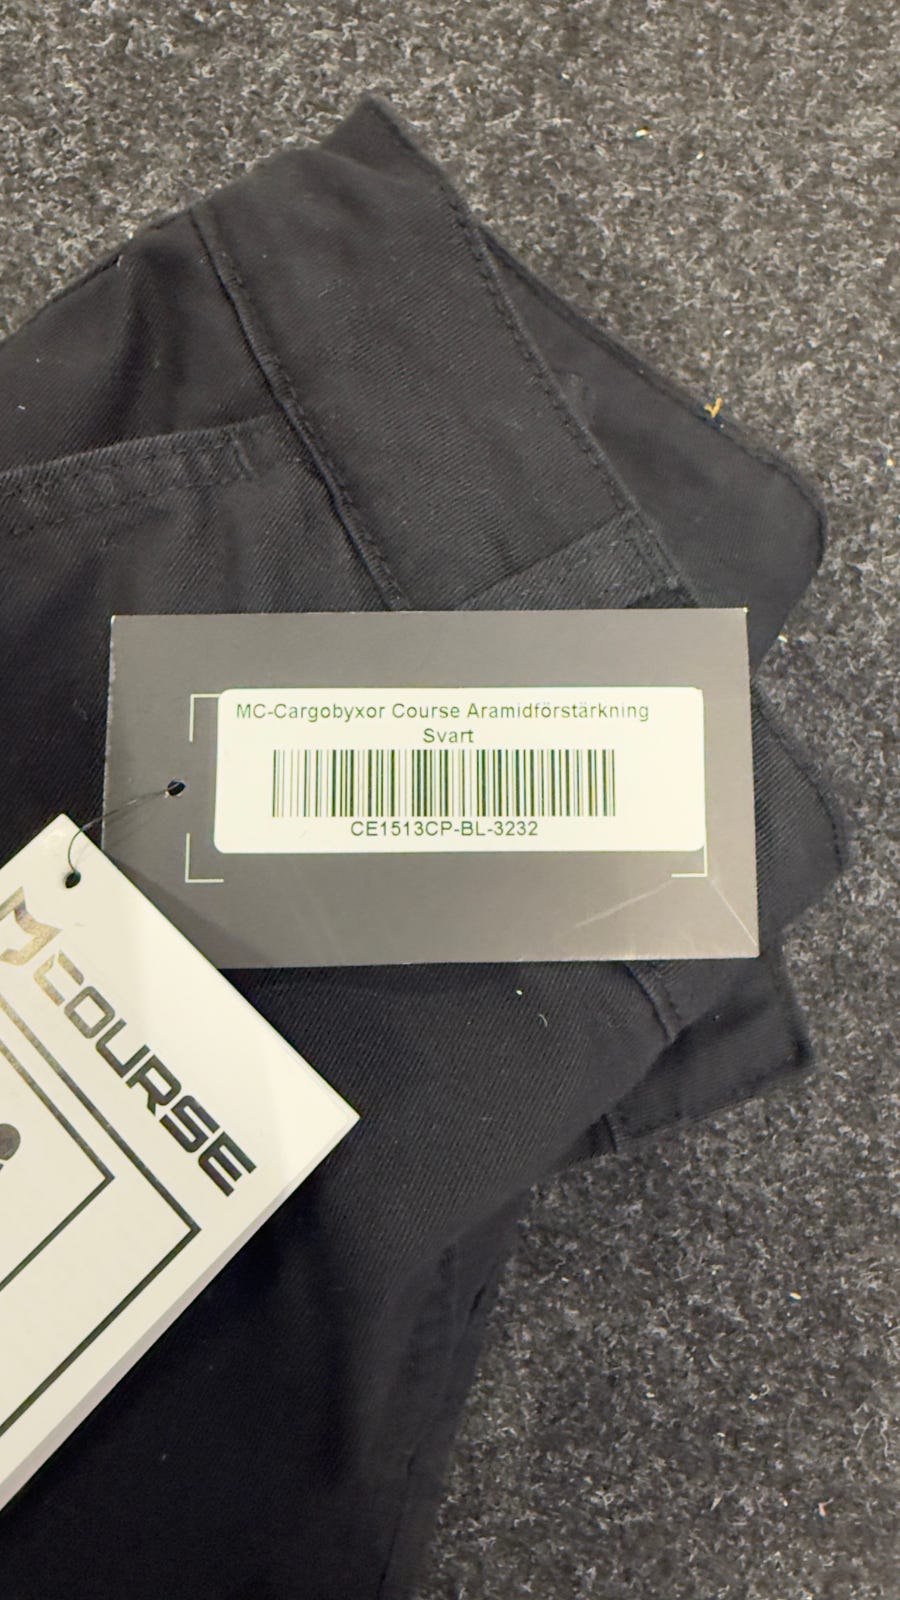 MC-Cargobyxor Course Aramidförstärkning
Svart
CE1513CP-BL-3232
COURSE